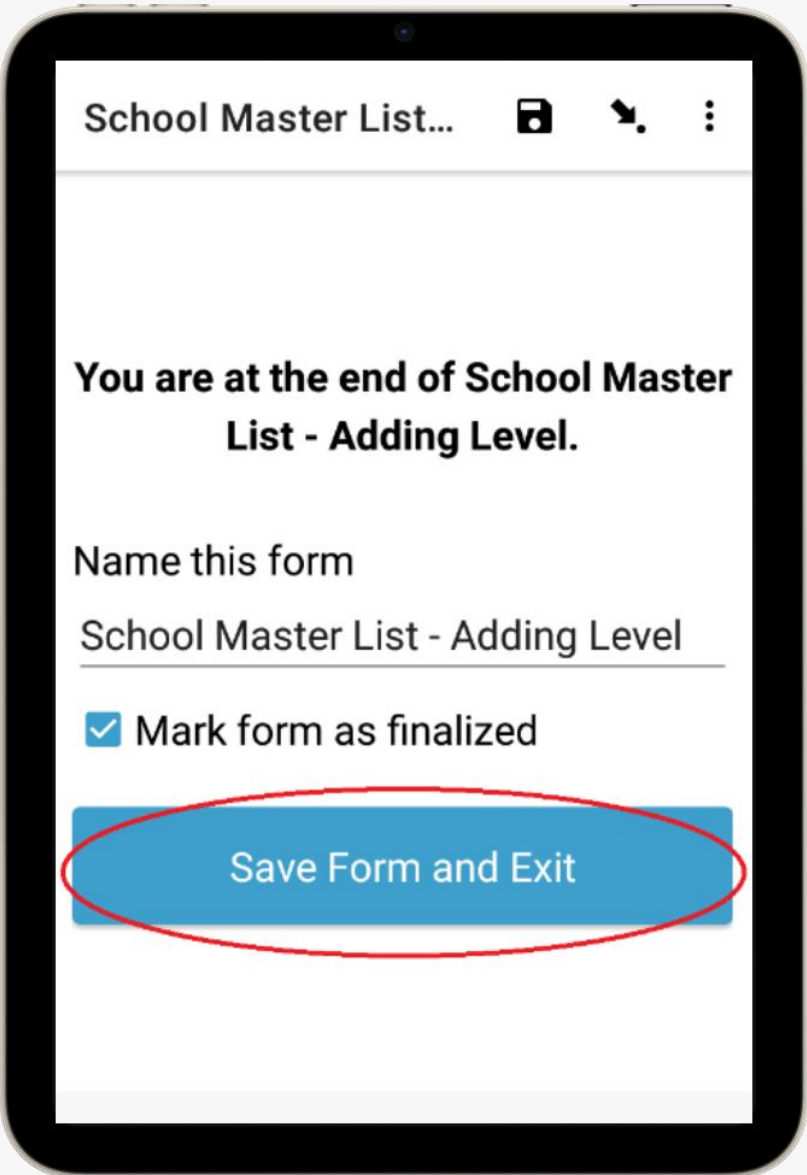 School Master List...
You are at the end of School Master
List - Adding Level.
Name this form
School Master List - Adding Level
Mark form as finalized
Save Form and Exit